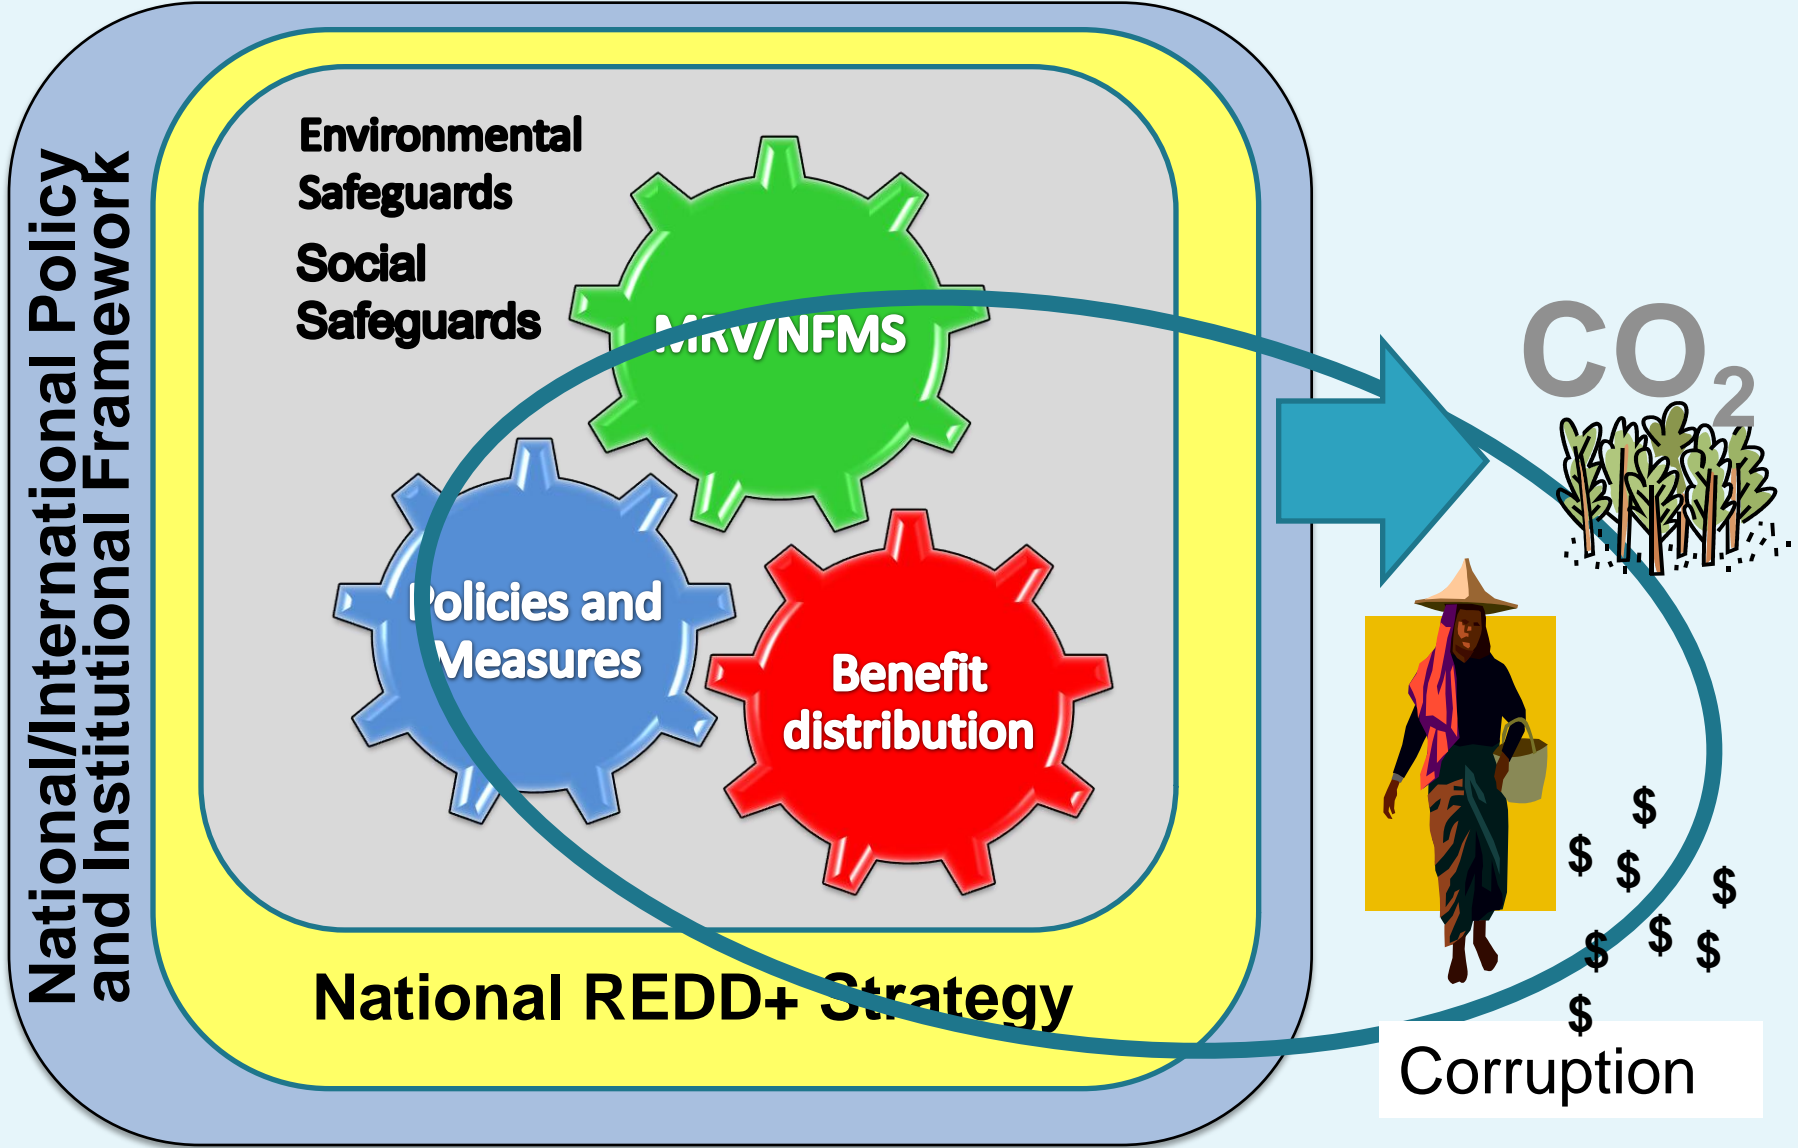 National/International Policy
and Institutional Framework
Environmental
Safeguards
Social
Safeguards
MRV/NFMS
Policies and
Measures
Benefit
distribution
National REDD+ Strategy
CO₂
$
$
$
$
$
$
$
$
Corruption